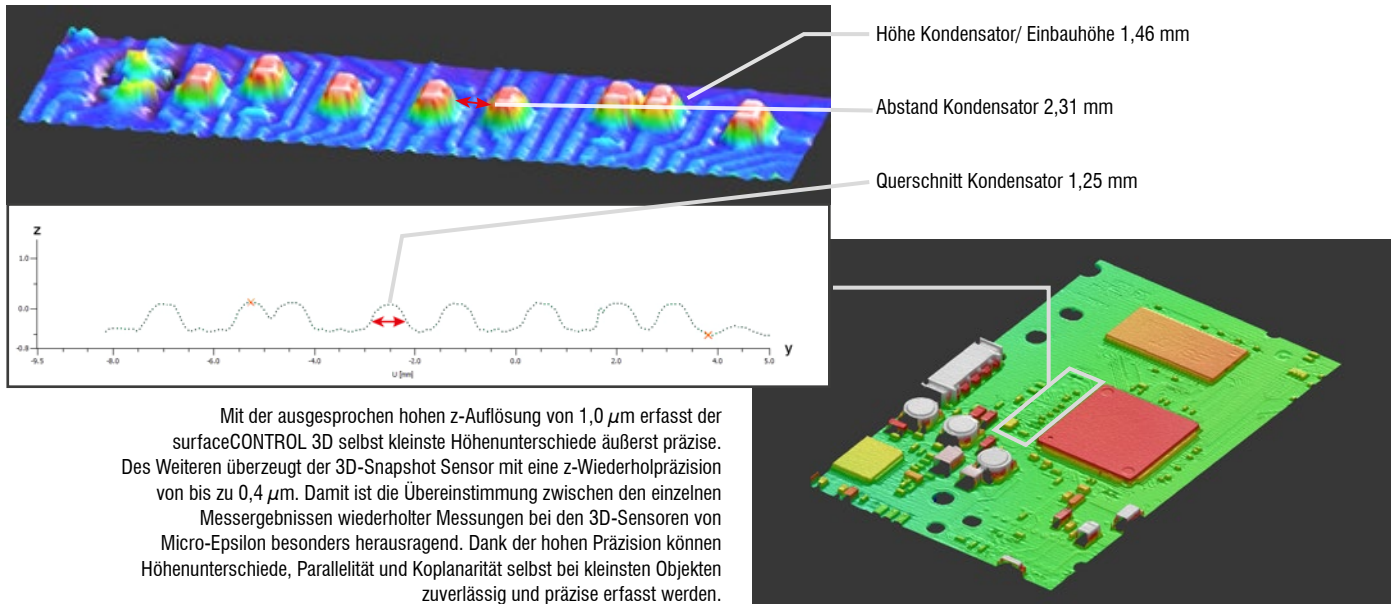 Höhe Kondensator/ Einbauhöhe 1,46 mm
Abstand Kondensator 2,31 mm
Querschnitt Kondensator 1,25 mm
z
1.0
0.0
-0.8
-9.5 -8.0 -6.0 -4.0 -2.0 0.0 2.0 4.0 5.0
y
U [mm]
Mit der ausgesprochen hohen z-Auflösung von 1,0 µm erfasst der
surfaceCONTROL 3D selbst kleinste Höhenunterschiede äußerst präzise.
Des Weiteren überzeugt der 3D-Snapshot Sensor mit eine z-Wiederholpräzision
von bis zu 0,4 µm. Damit ist die Übereinstimmung zwischen den einzelnen
Messergebnissen wiederholter Messungen bei den 3D-Sensoren von
Micro-Epsilon besonders herausragend. Dank der hohen Präzision können
Höhenunterschiede, Parallelität und Koplanarität selbst bei kleinsten Objekten
zuverlässig und präzise erfasst werden.